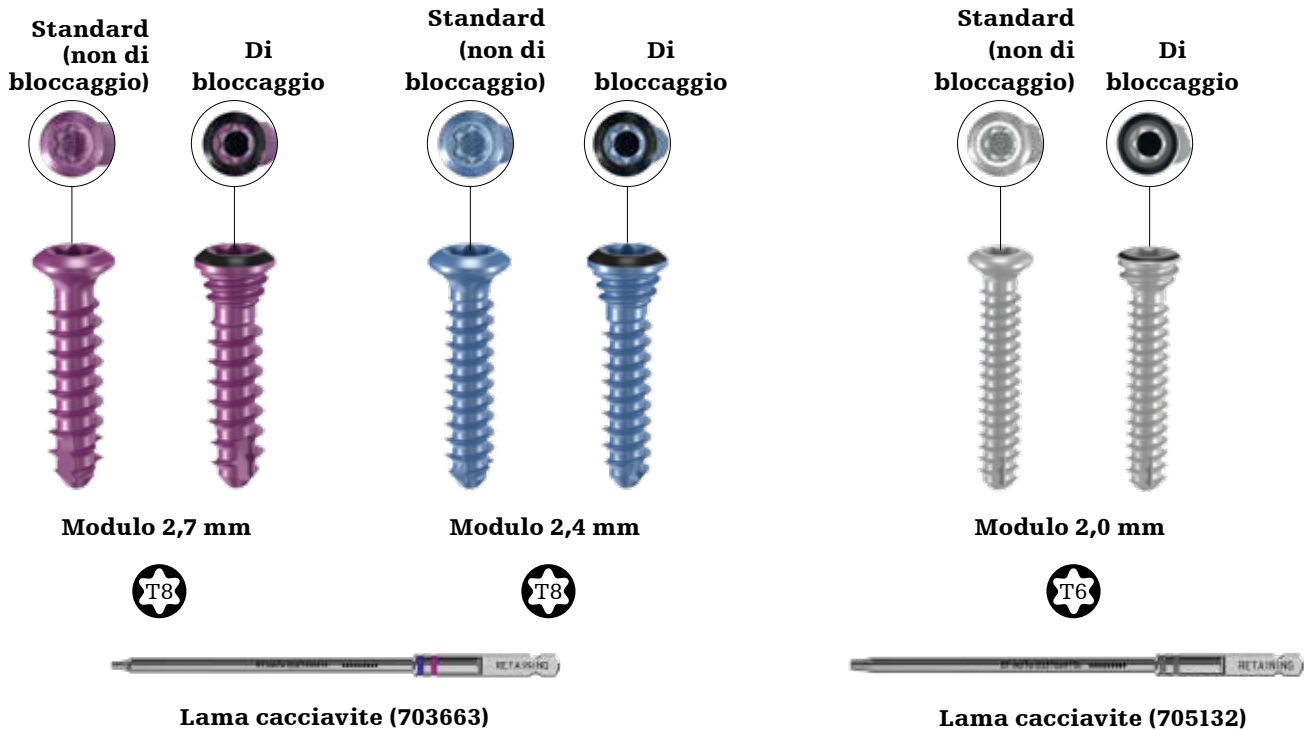 Standard
(non di
bloccaggio)
Di
bloccaggio
Standard
(non di
bloccaggio)
Di
bloccaggio
Standard
(non di
bloccaggio)
Di
bloccaggio
Modulo 2,7 mm
Modulo 2,4 mm
Modulo 2,0 mm
T8
T8
T6
RETAINING
RETAINING
Lama cacciavite (703663)
Lama cacciavite (705132)